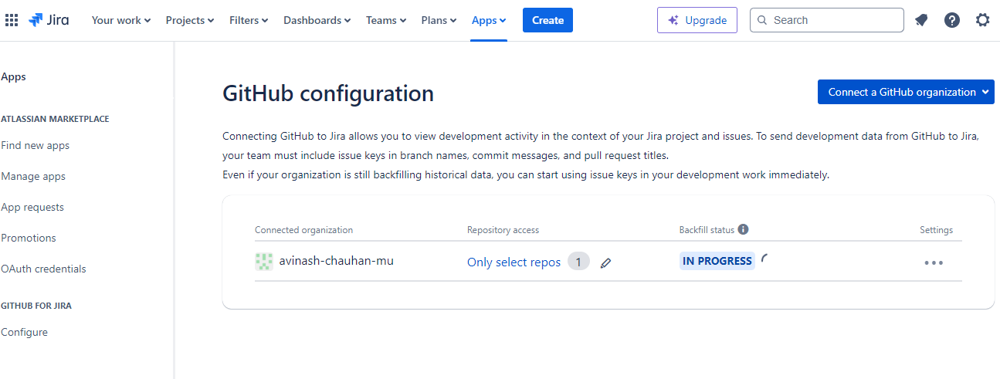 Jira Your work Projects Filters Dashboards Teams Plans Apps Create Upgrade Search
Apps
ATLASSIAN MARKETPLACE
Find new apps
Manage apps
App requests
Promotions
OAuth credentials
GITHUB FOR JIRA
Configure
GitHub configuration
Connect a GitHub organization
Connecting GitHub to Jira allows you to view development activity in the context of your Jira project and issues. To send development data from GitHub to Jira,
your team must include issue keys in branch names, commit messages, and pull request titles.
Even if your organization is still backfilling historical data, you can start using issue keys in your development work immediately.
Connected organization Repository access Backfill status Settings
avinash-chauhan-mu Only select repos 1 IN PROGRESS